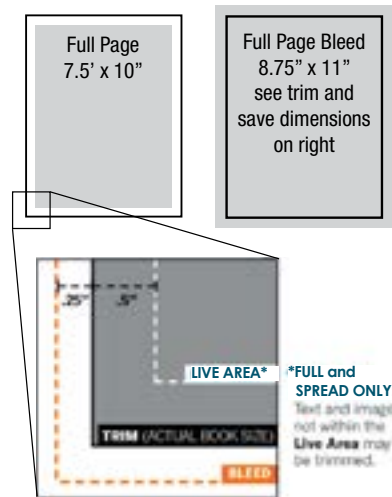 Full Page
7.5' x 10”
Full Page Bleed
8.75” x 11”
see trim and
save dimensions
on right
.25"
.5"
LIVE AREA*
*FULL and
SPREAD ONLY
Text and image
not within the
Live Area may
be trimmed.
TRIM (ACTUAL BOOK SIZE)
BLEED